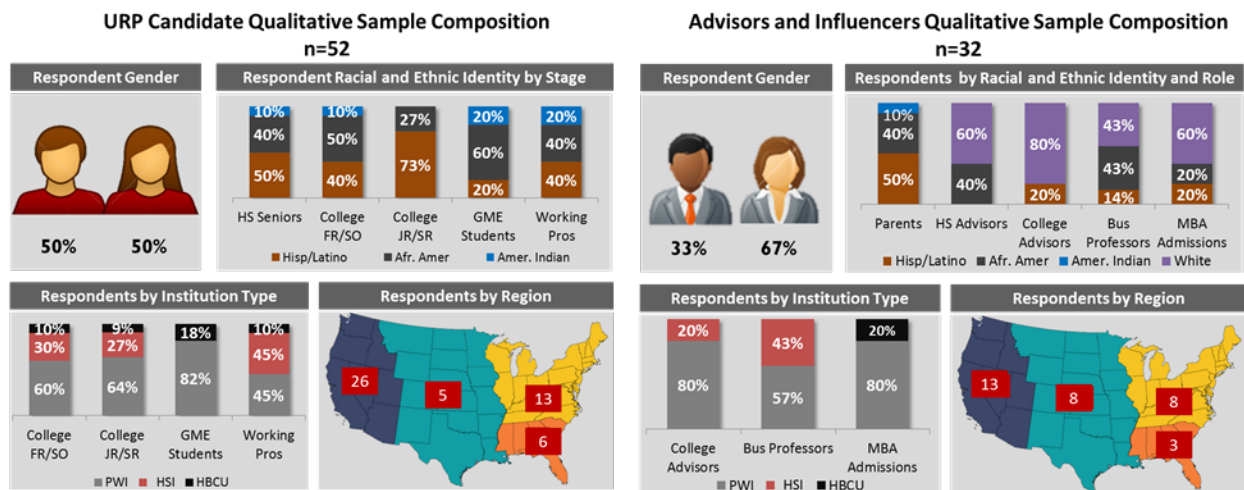 URP Candidate Qualitative Sample Composition
n=52
Respondent Gender
50% 50%
Respondent Racial and Ethnic Identity by Stage
10% 10% 27% 20% 20%
40% 50% 73% 60% 40%
50% 40% 20% 40%
HS Seniors College FR/SO College JR/SR GME Students Working Pros
Hisp/Latino Afr. Amer Amer. Indian
Respondents by Institution Type
10% 9% 18% 10%
30% 27% 82% 45%
60% 64% 45%
College FR/SO College JR/SR GME Students Working Pros
PWI HSI HBCU
Respondents by Region
26 5 13
6
Advisors and Influencers Qualitative Sample Composition
n=32
Respondent Gender
33% 67%
Respondents by Racial and Ethnic Identity and Role
10% 60% 80% 43% 60%
40% 40% 20% 43% 20%
50% 14% 20%
Parents HS Advisors College Advisors Bus Professors MBA Admissions
Hisp/Latino Afr. Amer Amer. Indian White
Respondents by Institution Type
20% 43% 20%
80% 57% 80%
College Advisors Bus Professors MBA Admissions
PWI HSI HBCU
Respondents by Region
13 8 8
3